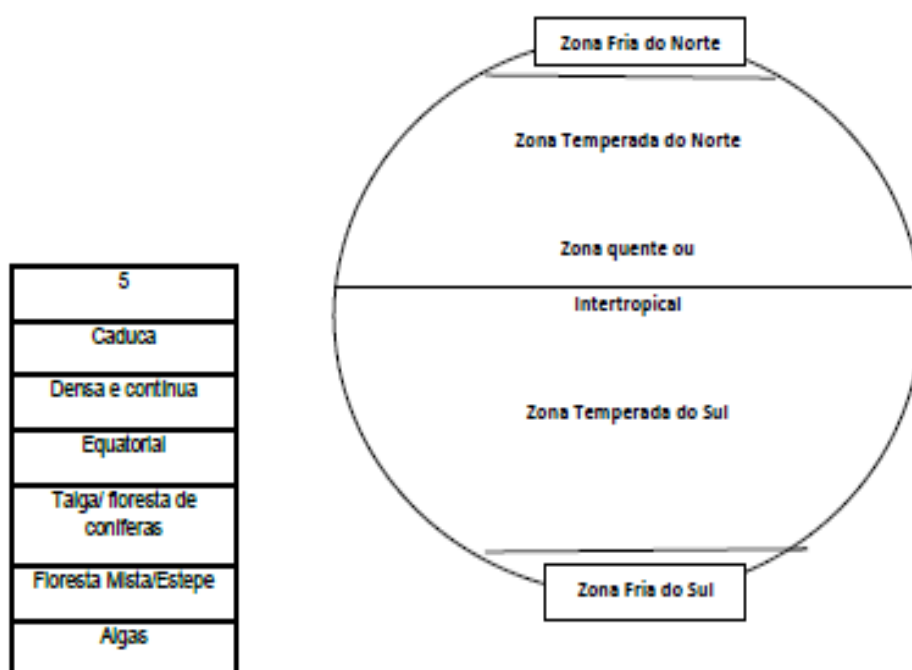 Zona Fria do Norte
Zona Temperada do Norte
Zona quente ou
Intertropical
Zona Temperada do Sul
Zona Fria do Sul
5
Caduca
Densa e contínua
Equatorial
Taiga/ floresta de
coníferas
Floresta Mista/Estepe
Algas